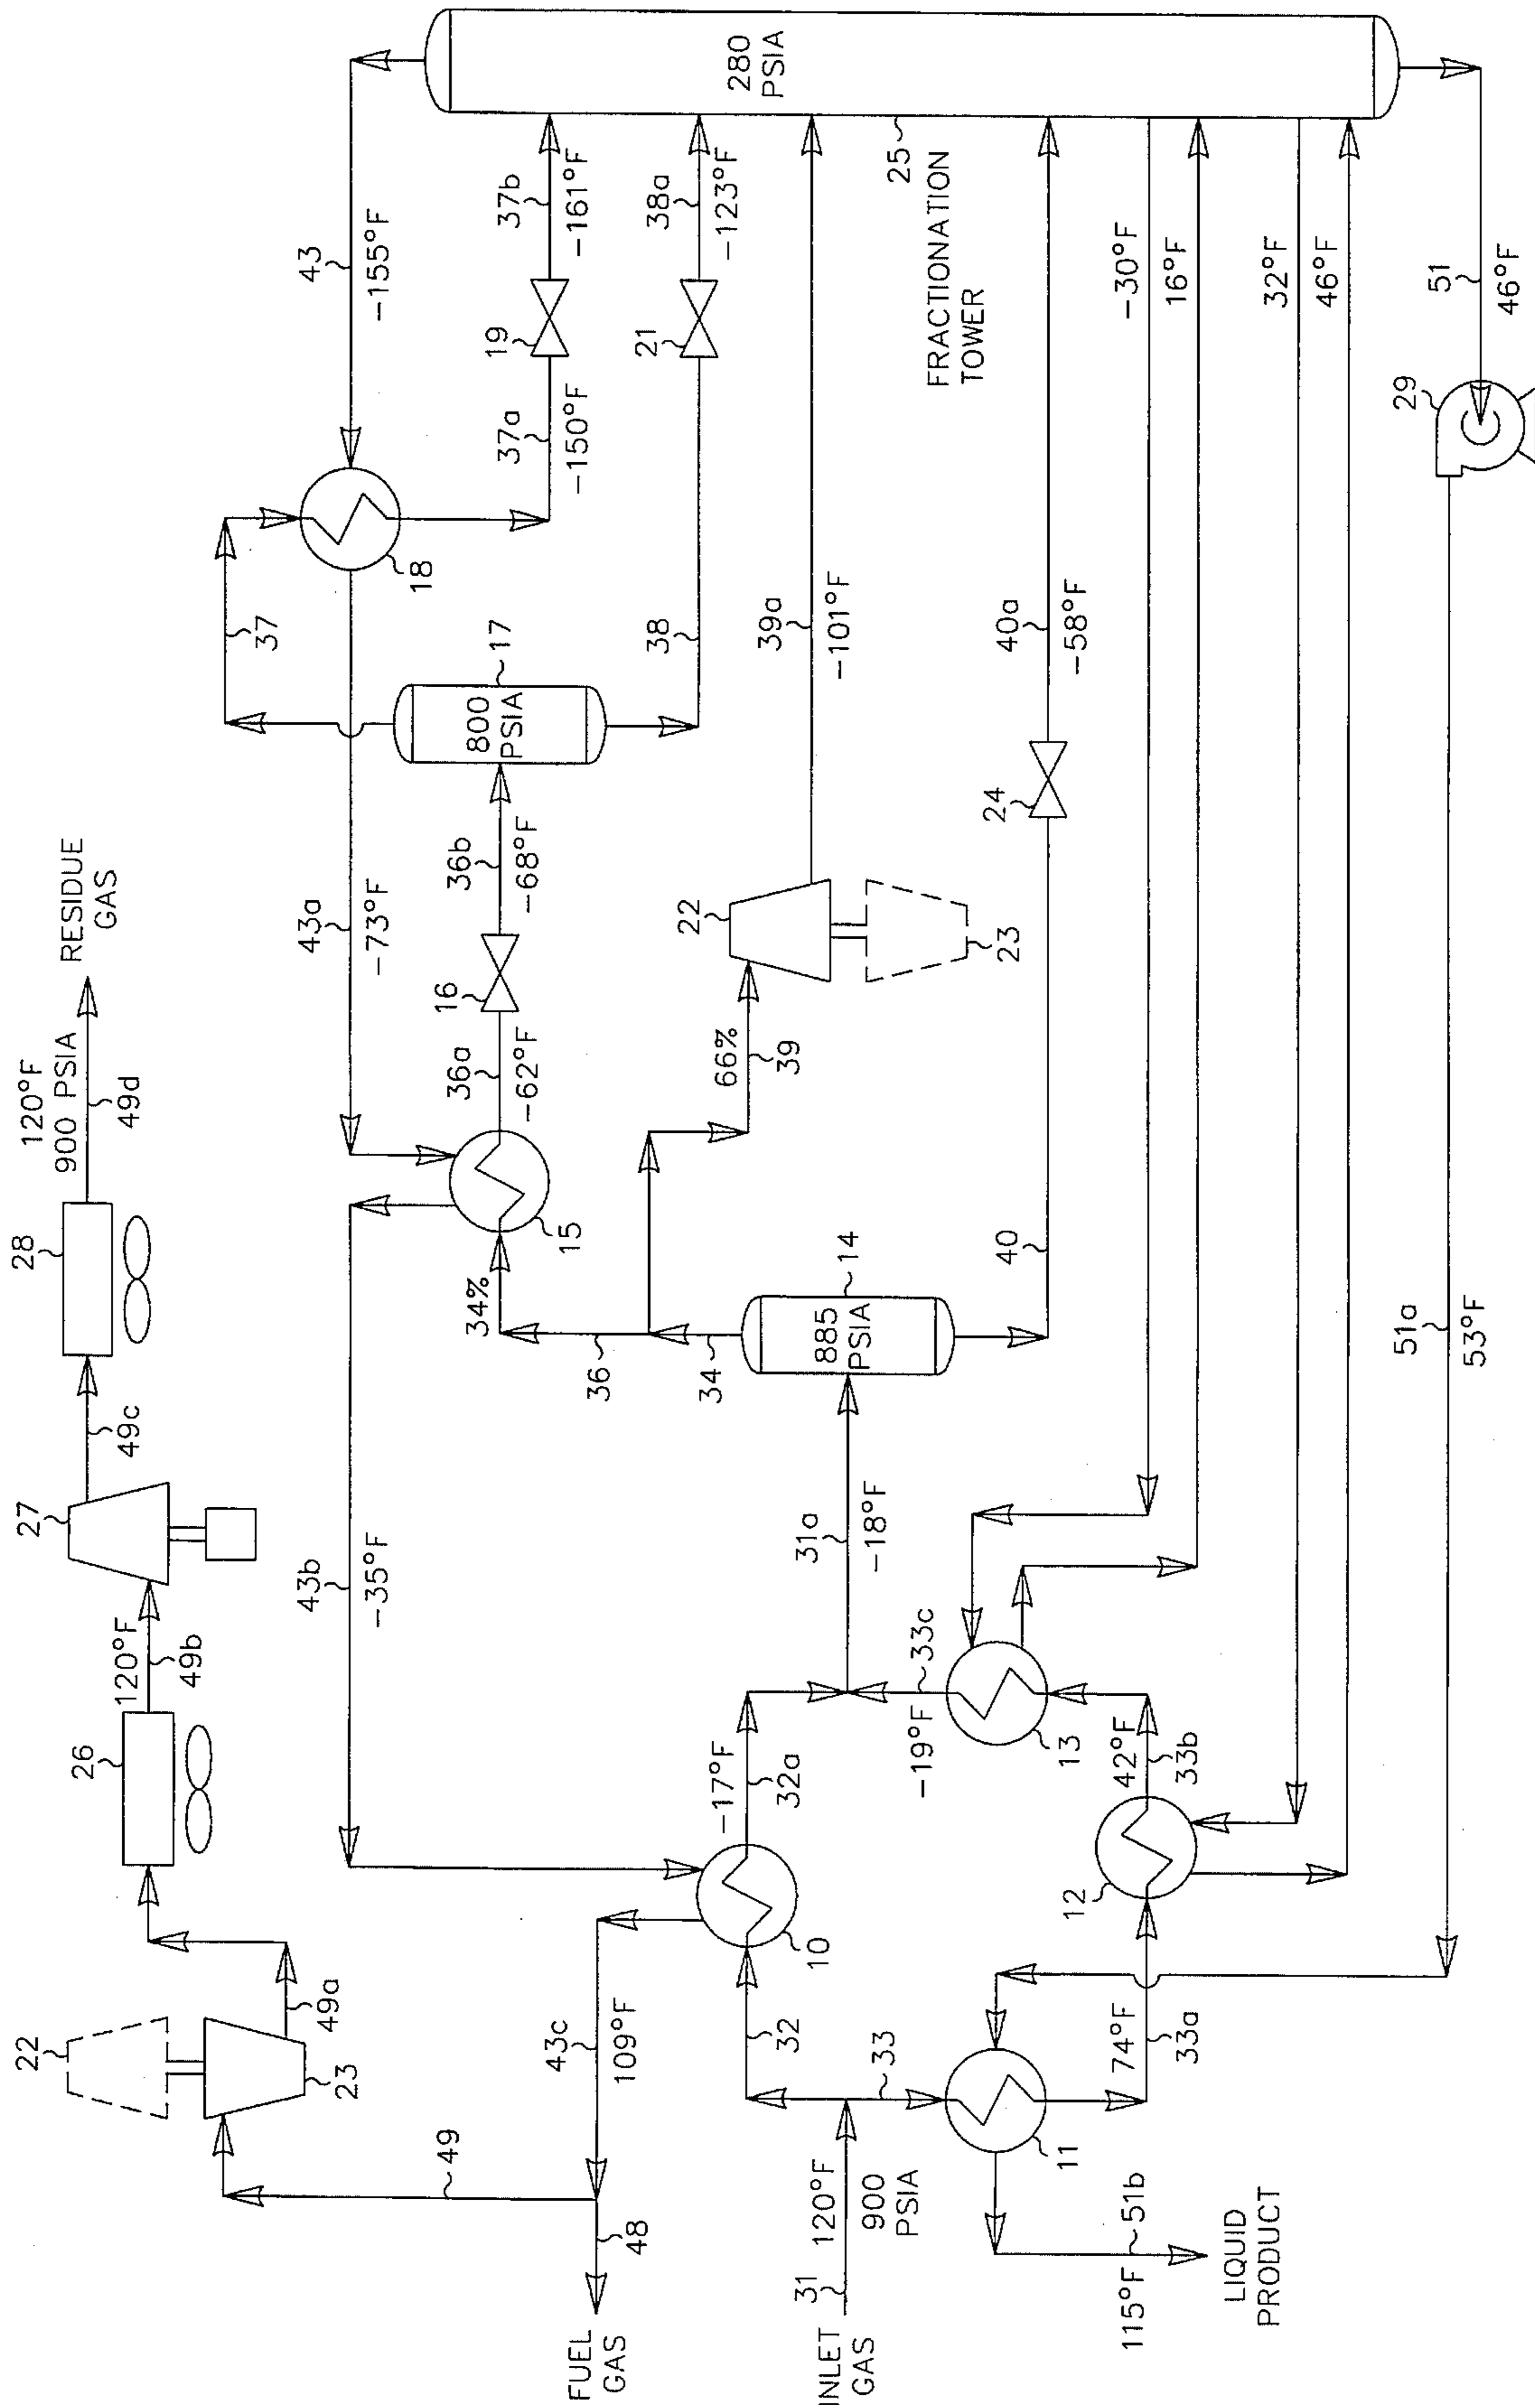 22
23
49a
49
26
120°F
49b
27
49c
28
120°F
900 PSIA
49d
RESIDUE
GAS
43c
109°F
48
FUEL
GAS
43b
-35°F
43a
-73°F
43
-155°F
37
18
37a
-150°F
19
37b
-161°F
34%
15
36a
-62°F
16
36b
-68°F
800
PSIA
17
38
21
38a
-123°F
36
34
66%
39
22
23
39a
-101°F
280
PSIA
25
FRACTIONATION
TOWER
32
10
-17°F
32a
31
INLET
GAS
120°F
900
PSIA
33
31a
-18°F
885
PSIA
14
40
24
40a
-58°F
11
74°F
33a
12
42°F
33b
13
-19°F
33c
-30°F
16°F
32°F
46°F
51b
115°F
LIQUID
PRODUCT
51a
53°F
29
51
46°F